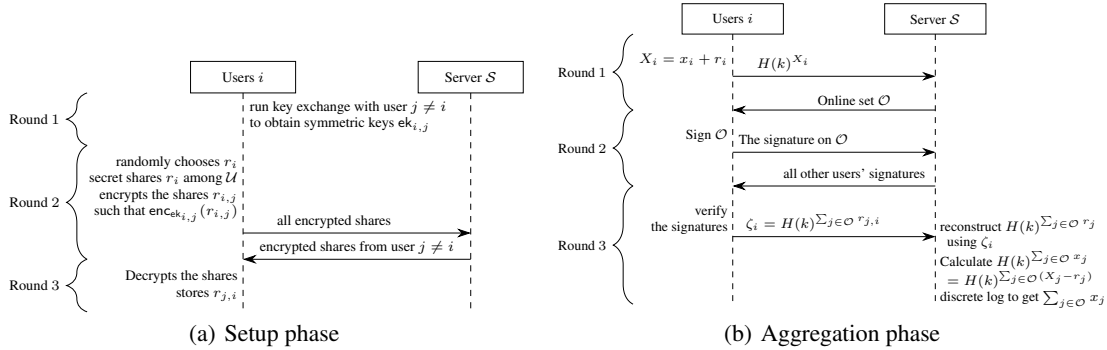 Users i
Server S
Round 1
run key exchange with user j ≠ i
to obtain symmetric keys ek_{i,j}
Round 2
randomly chooses r_i
secret shares r_i among U
encrypts the shares r_{i,j}
such that enc_{ek_{i,j}}(r_{i,j})
all encrypted shares
encrypted shares from user j ≠ i
Round 3
Decrypts the shares
stores r_{j,i}
(a) Setup phase
Users i
Server S
Round 1
X_i = x_i + r_i
H(k)^{X_i}
Online set O
Round 2
Sign O
The signature on O
all other users' signatures
Round 3
verify
the signatures
ζ_i = H(k)^{∑_{j∈O} r_{j,i}}
reconstruct H(k)^{∑_{j∈O} r_j}
using ζ_i
Calculate H(k)^{∑_{j∈O} x_j}
= H(k)^{∑_{j∈O}(X_j−r_j)}
discrete log to get ∑_{j∈O} x_j
(b) Aggregation phase